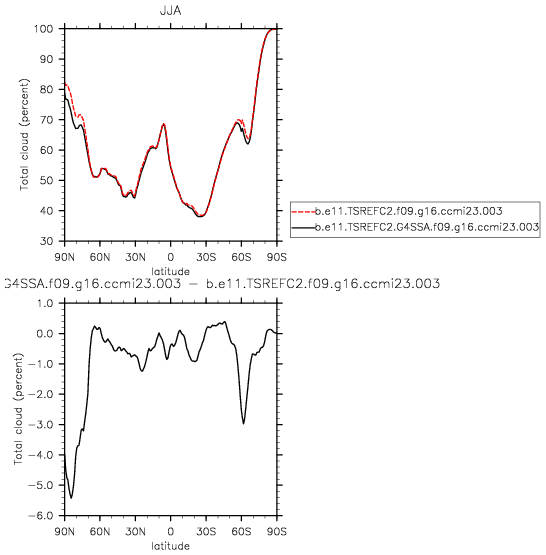 JJA
100
90
80
70
60
50
40
30
Total cloud (percent)
90N 60N 30N 0 30S 60S 90S
latitude
b.e11.TSREFC2.f09.g16.ccmi23.003
b.e11.TSREFC2.G4SSA.f09.g16.ccmi23.003
G4SSA.f09.g16.ccmi23.003 − b.e11.TSREFC2.f09.g16.ccmi23.003
1.0
0.0
−1.0
−2.0
−3.0
−4.0
−5.0
−6.0
Total cloud (percent)
90N 60N 30N 0 30S 60S 90S
latitude